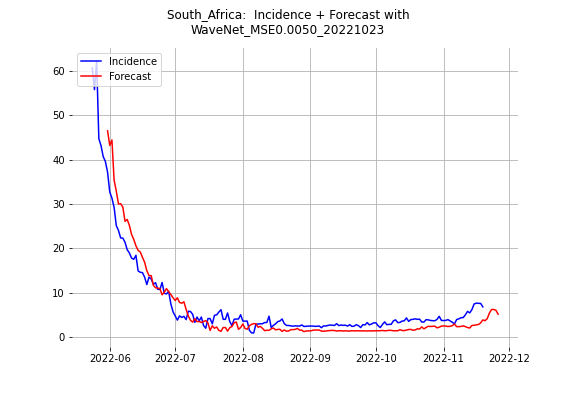 South_Africa: Incidence + Forecast with
WaveNet_MSE0.0050_20221023
Incidence
Forecast
60
50
40
30
20
10
0
2022-06 2022-07 2022-08 2022-09 2022-10 2022-11 2022-12